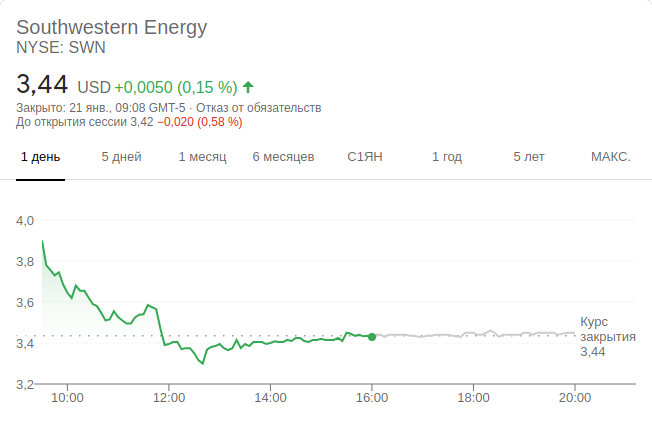 Southwestern Energy
NYSE: SWN
3,44 USD +0,0050 (0,15 %)
Закрыто: 21 янв., 09:08 GMT-5 · Отказ от обязательств
До открытия сессии 3,42 −0,020 (0,58 %)
1 день 5 дней 1 месяц 6 месяцев С1ЯН 1 год 5 лет МАКС.
4,0
3,8
3,6
3,4
3,2
Курс
закрытия
3,44
10:00 12:00 14:00 16:00 18:00 20:00